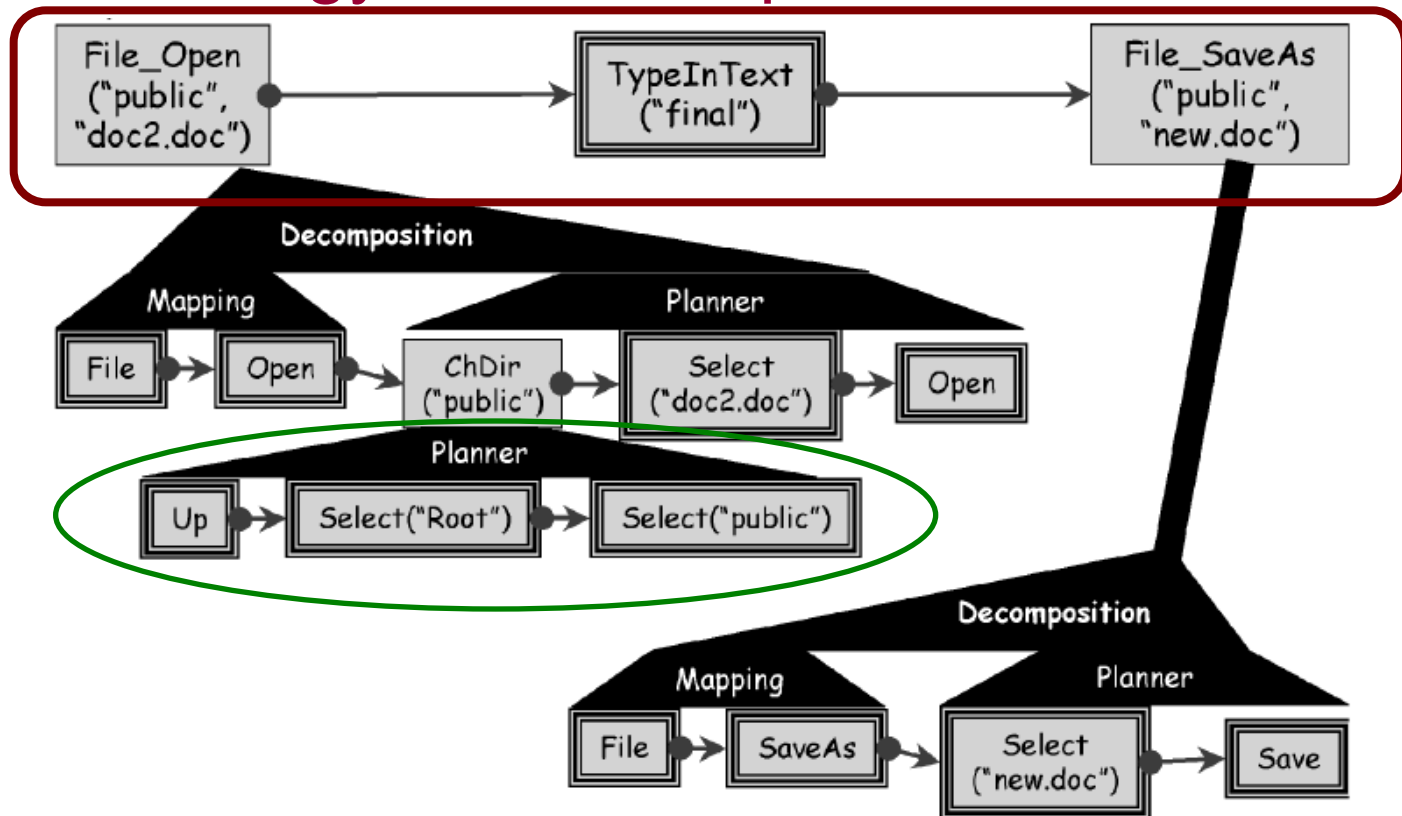 File_Open
("public",
"doc2.doc")
TypeInText
("final")
File_SaveAs
("public",
"new.doc")
Decomposition
Mapping
Planner
File
Open
ChDir
("public")
Select
("doc2.doc")
Open
Planner
Up
Select("Root")
Select("public")
Decomposition
Mapping
Planner
File
SaveAs
Select
("new.doc")
Save